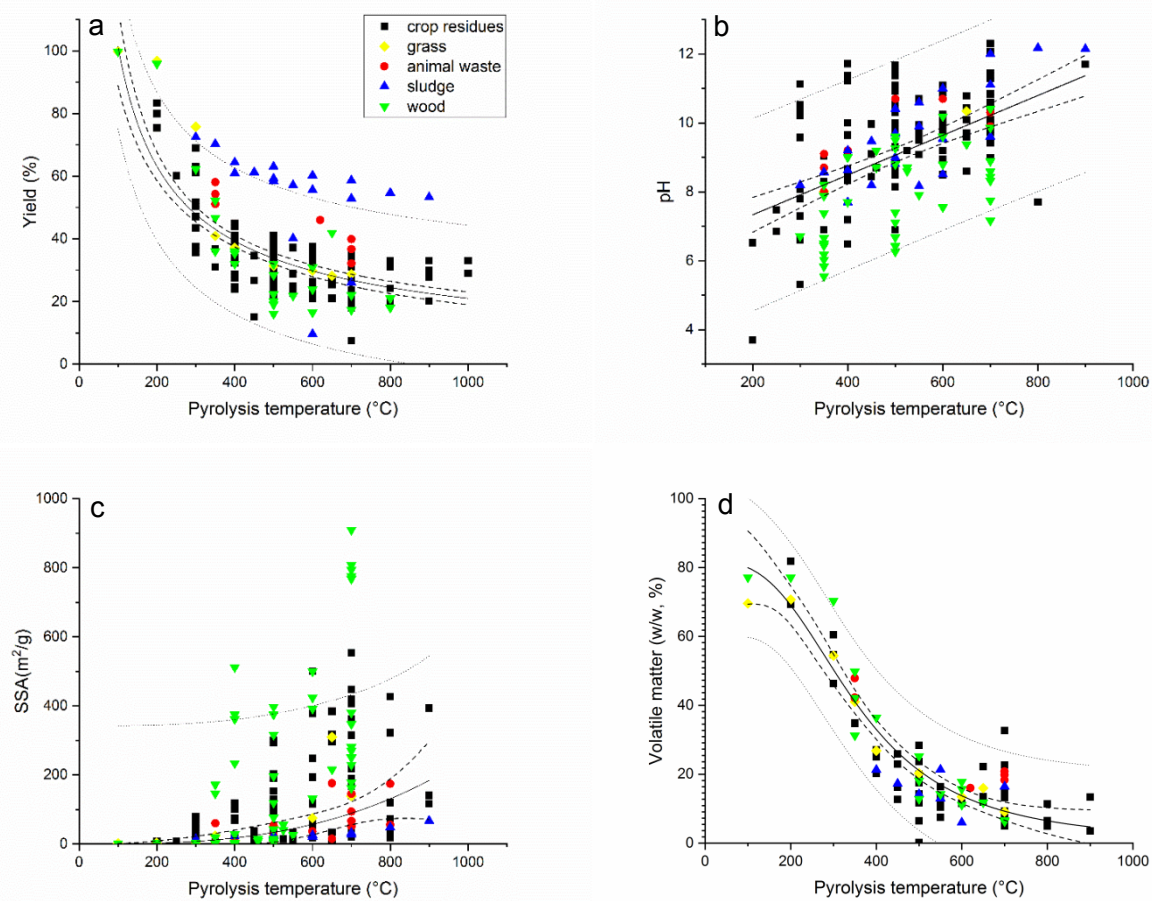 a
crop residues
grass
animal waste
sludge
wood
Yield (%)
100
80
60
40
20
0
0 200 400 600 800 1000
Pyrolysis temperature (°C)
b
pH
12
10
8
6
4
200 400 600 800 1000
Pyrolysis temperature (°C)
c
SSA(m²/g)
1000
800
600
400
200
0
0 200 400 600 800 1000
Pyrolysis temperature (°C)
d
Volatile matter (w/w, %)
100
80
60
40
20
0
0 200 400 600 800 1000
Pyrolysis temperature (°C)